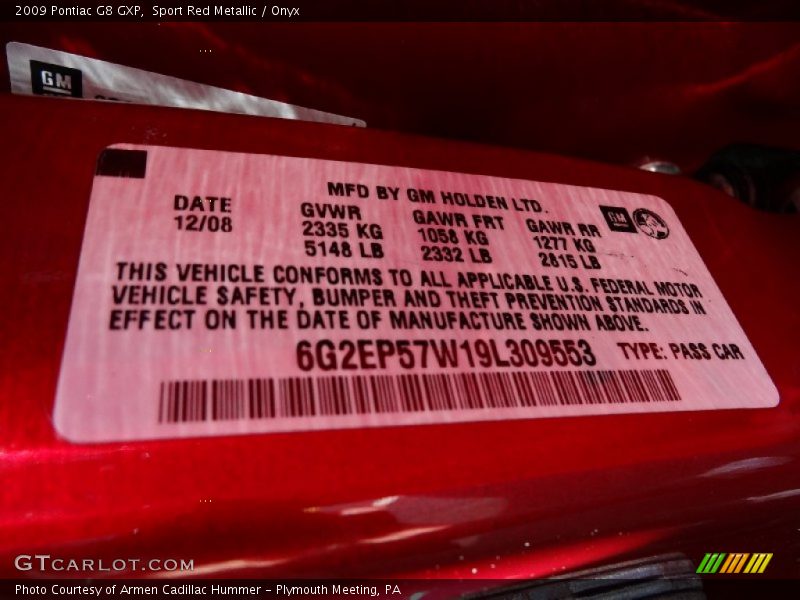 2009 Pontiac G8 GXP, Sport Red Metallic / Onyx
GM
MFD BY GM HOLDEN LTD.
DATE
12/08
GVWR
2335 KG
5148 LB
GAWR FRT
1058 KG
2332 LB
GAWR RR
1277 KG
2815 LB
GM
THIS VEHICLE CONFORMS TO ALL APPLICABLE U.S. FEDERAL MOTOR
VEHICLE SAFETY, BUMPER AND THEFT PREVENTION STANDARDS IN
EFFECT ON THE DATE OF MANUFACTURE SHOWN ABOVE.
6G2EP57W19L309553 TYPE: PASS CAR
GTCARLOT.COM
Photo Courtesy of Armen Cadillac Hummer - Plymouth Meeting, PA